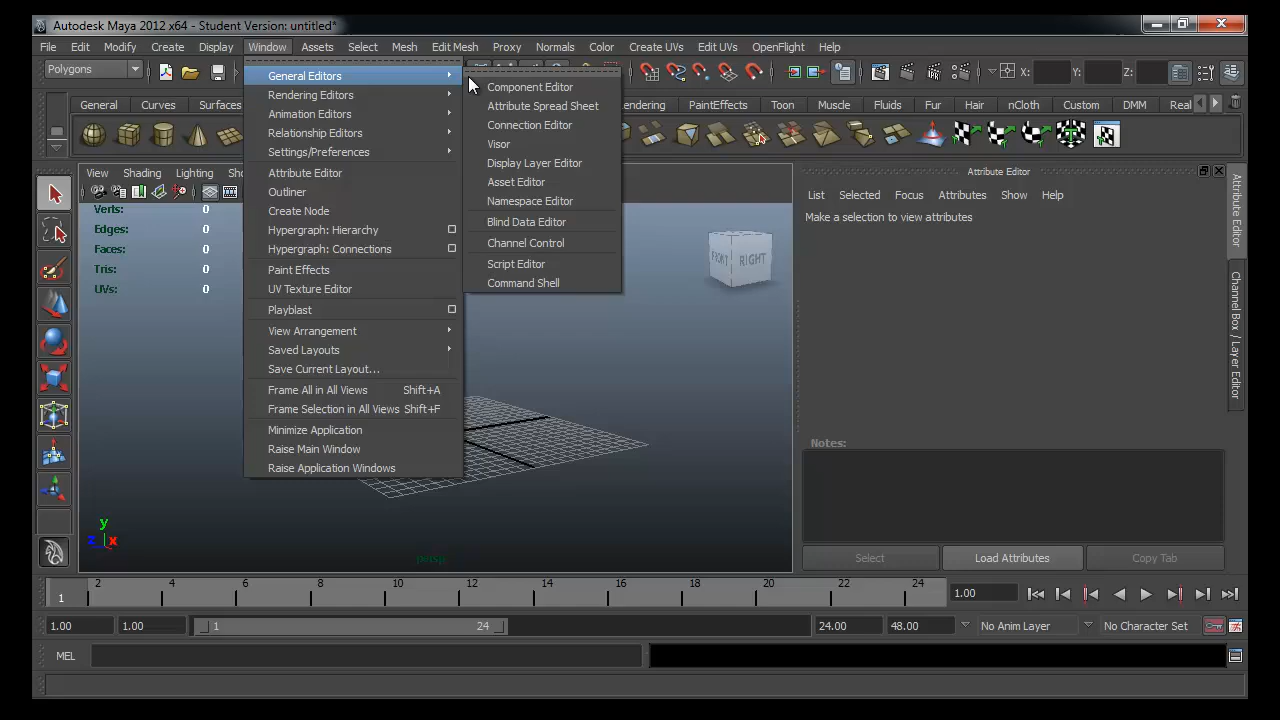 Autodesk Maya 2012 x64 - Student Version: untitled*
File Edit Modify Create Display Window Assets Select Mesh Edit Mesh Proxy Normals Color Create UVs Edit UVs OpenFlight Help
Polygons X: Y: Z:
General Curves Surfaces endering PaintEffects Toon Muscle Fluids Fur Hair nCloth Custom DMM Real
General Editors
Rendering Editors
Animation Editors
Relationship Editors
Settings/Preferences
Attribute Editor
Outliner
Create Node
Hypergraph: Hierarchy
Hypergraph: Connections
Paint Effects
UV Texture Editor
Playblast
View Arrangement
Saved Layouts
Save Current Layout...
Frame All in All Views Shift+A
Frame Selection in All Views Shift+F
Minimize Application
Raise Main Window
Raise Application Windows
Component Editor
Attribute Spread Sheet
Connection Editor
Visor
Display Layer Editor
Asset Editor
Namespace Editor
Blind Data Editor
Channel Control
Script Editor
Command Shell
View Shading Lighting
Verts: 0
Edges: 0
Faces: 0
Tris: 0
UVs: 0
FRONT RIGHT
y
z x
persp
Attribute Editor
List Selected Focus Attributes Show Help
Make a selection to view attributes
Notes:
Select Load Attributes Copy Tab
Attribute Editor
Channel Box / Layer Editor
2 4 6 8 10 12 14 16 18 20 22 24
1 1.00
1.00 1.00 1 24 24.00 48.00 No Anim Layer No Character Set
MEL